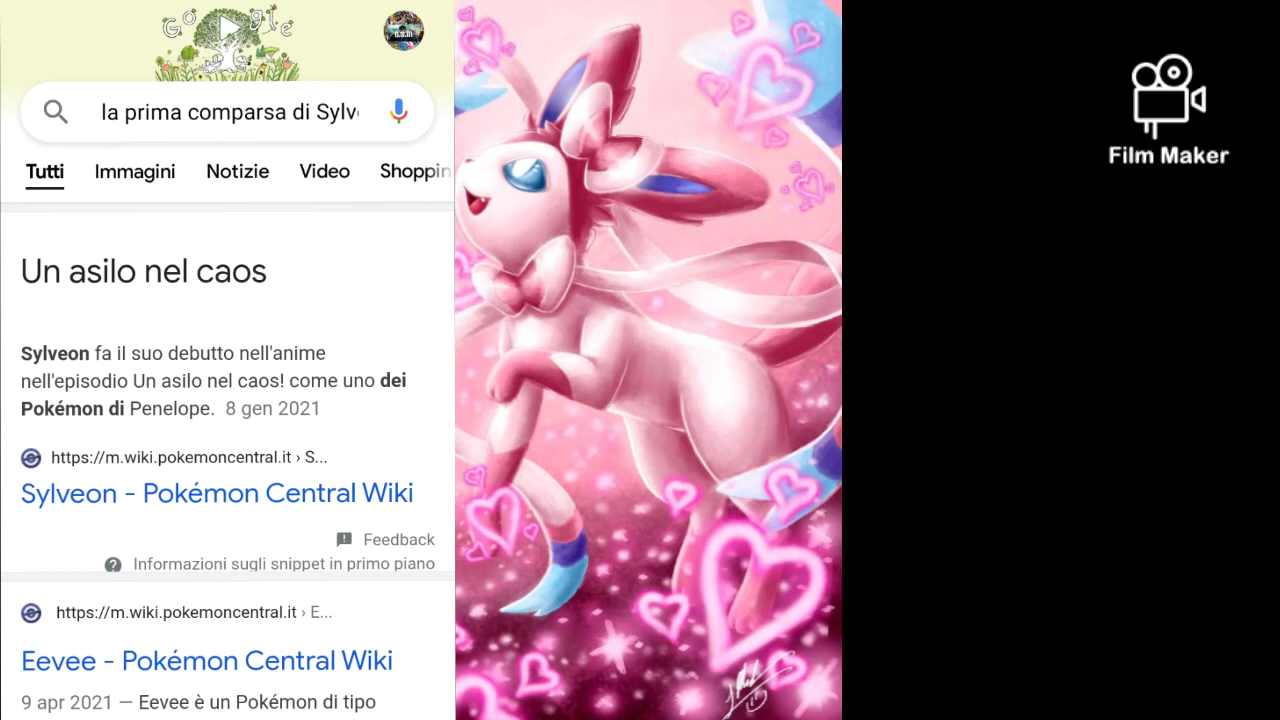 Google
n.s.m
la prima comparsa di Sylv
Tutti Immagini Notizie Video Shoppin
Un asilo nel caos
Sylveon fa il suo debutto nell'anime
nell'episodio Un asilo nel caos! come uno dei
Pokémon di Penelope. 8 gen 2021
https://m.wiki.pokemoncentral.it › S...
Sylveon - Pokémon Central Wiki
Feedback
Informazioni sugli snippet in primo piano
https://m.wiki.pokemoncentral.it › E...
Eevee - Pokémon Central Wiki
9 apr 2021 — Eevee è un Pokémon di tipo
Film Maker